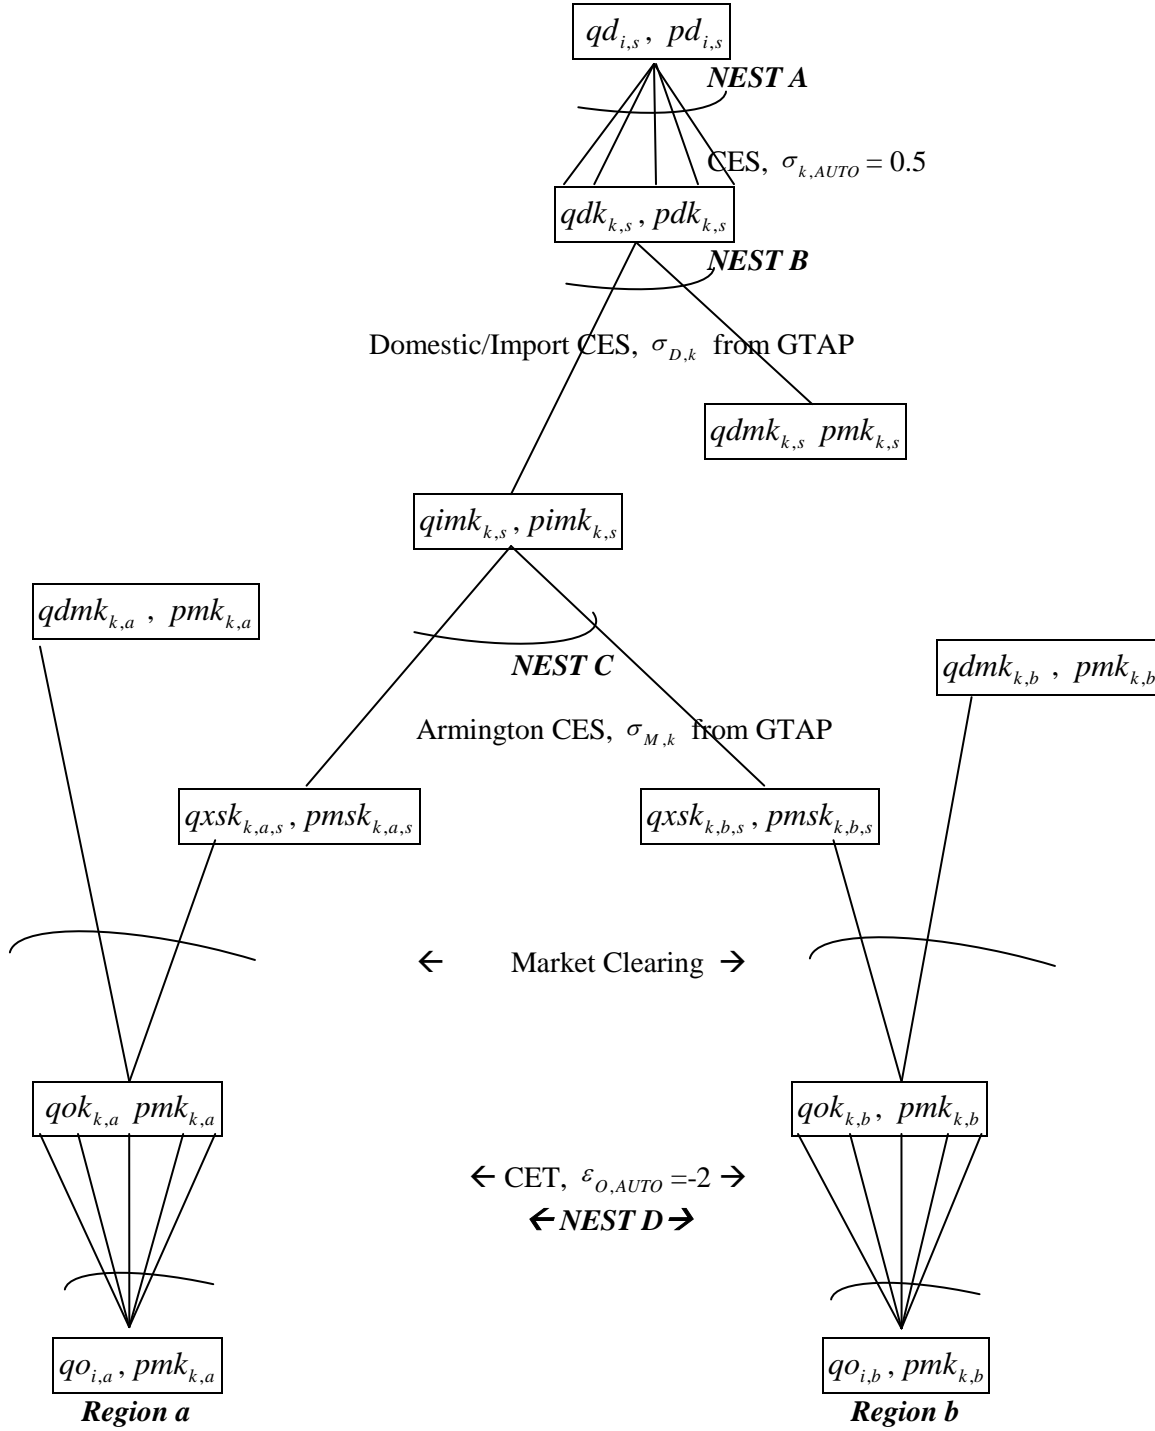 qd_{i,s}, pd_{i,s}
NEST A
CES, σ_{k,AUTO} = 0.5
qdk_{k,s}, pdk_{k,s}
NEST B
Domestic/Import CES, σ_{D,k} from GTAP
qdmk_{k,s} pmk_{k,s}
qimk_{k,s}, pimk_{k,s}
qdmk_{k,a}, pmk_{k,a}
NEST C
qdmk_{k,b}, pmk_{k,b}
Armington CES, σ_{M,k} from GTAP
qxsk_{k,a,s}, pmsk_{k,a,s}
qxsk_{k,b,s}, pmsk_{k,b,s}
← Market Clearing →
qok_{k,a} pmk_{k,a}
qok_{k,b}, pmk_{k,b}
← CET, ε_{O,AUTO} =-2 →
← NEST D →
qo_{i,a}, pmk_{k,a}
qo_{i,b}, pmk_{k,b}
Region a
Region b